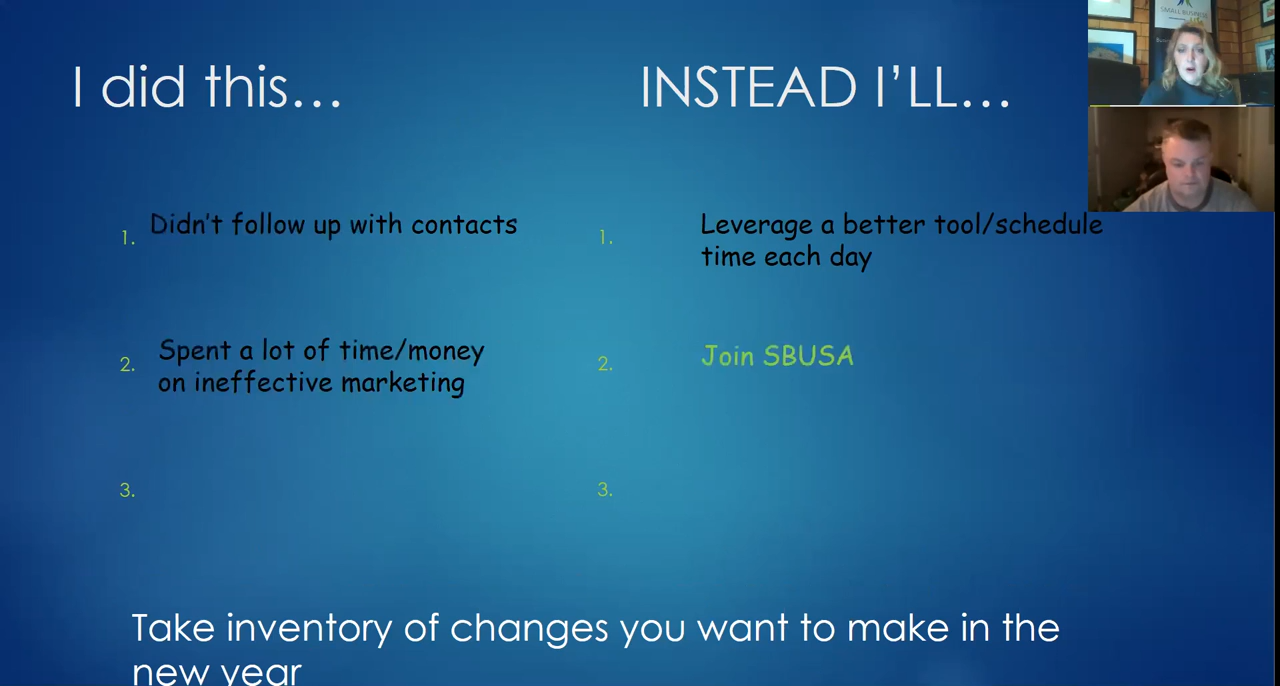 SMALL BUSINESS
I did this…
INSTEAD I'LL…
1. Didn't follow up with contacts
1. Leverage a better tool/schedule
time each day
2. Spent a lot of time/money
on ineffective marketing
2. Join SBUSA
3.
3.
Take inventory of changes you want to make in the
new year